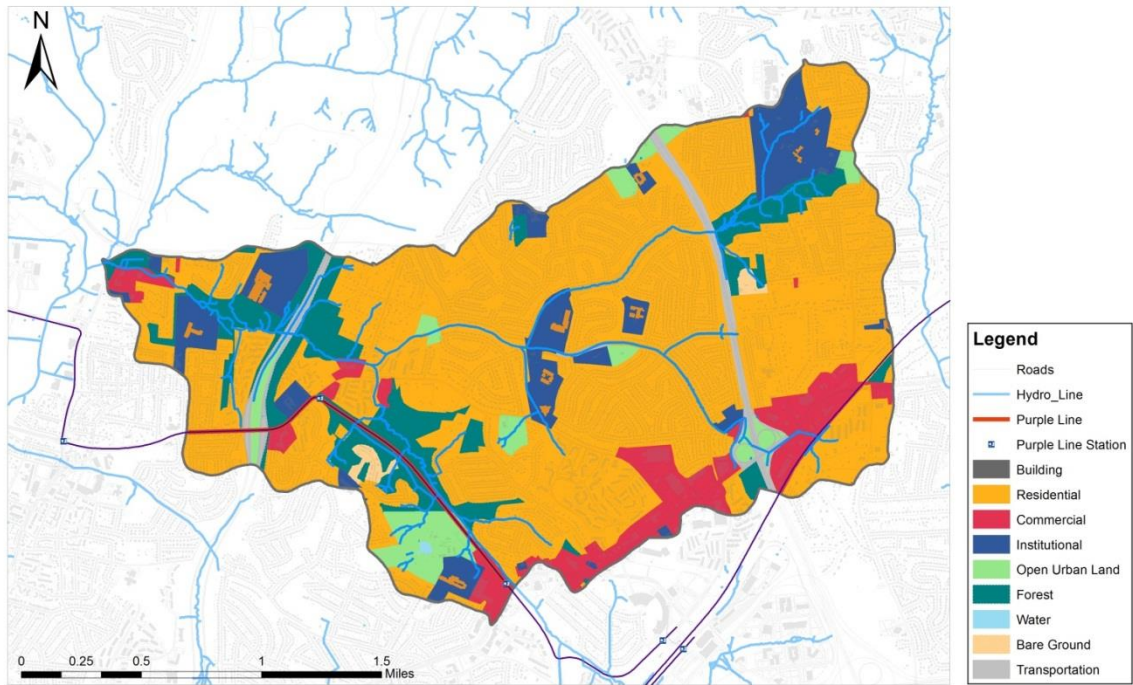 N
0 0.25 0.5 1 1.5
Miles
Legend
Roads
Hydro_Line
Purple Line
Purple Line Station
Building
Residential
Commercial
Institutional
Open Urban Land
Forest
Water
Bare Ground
Transportation